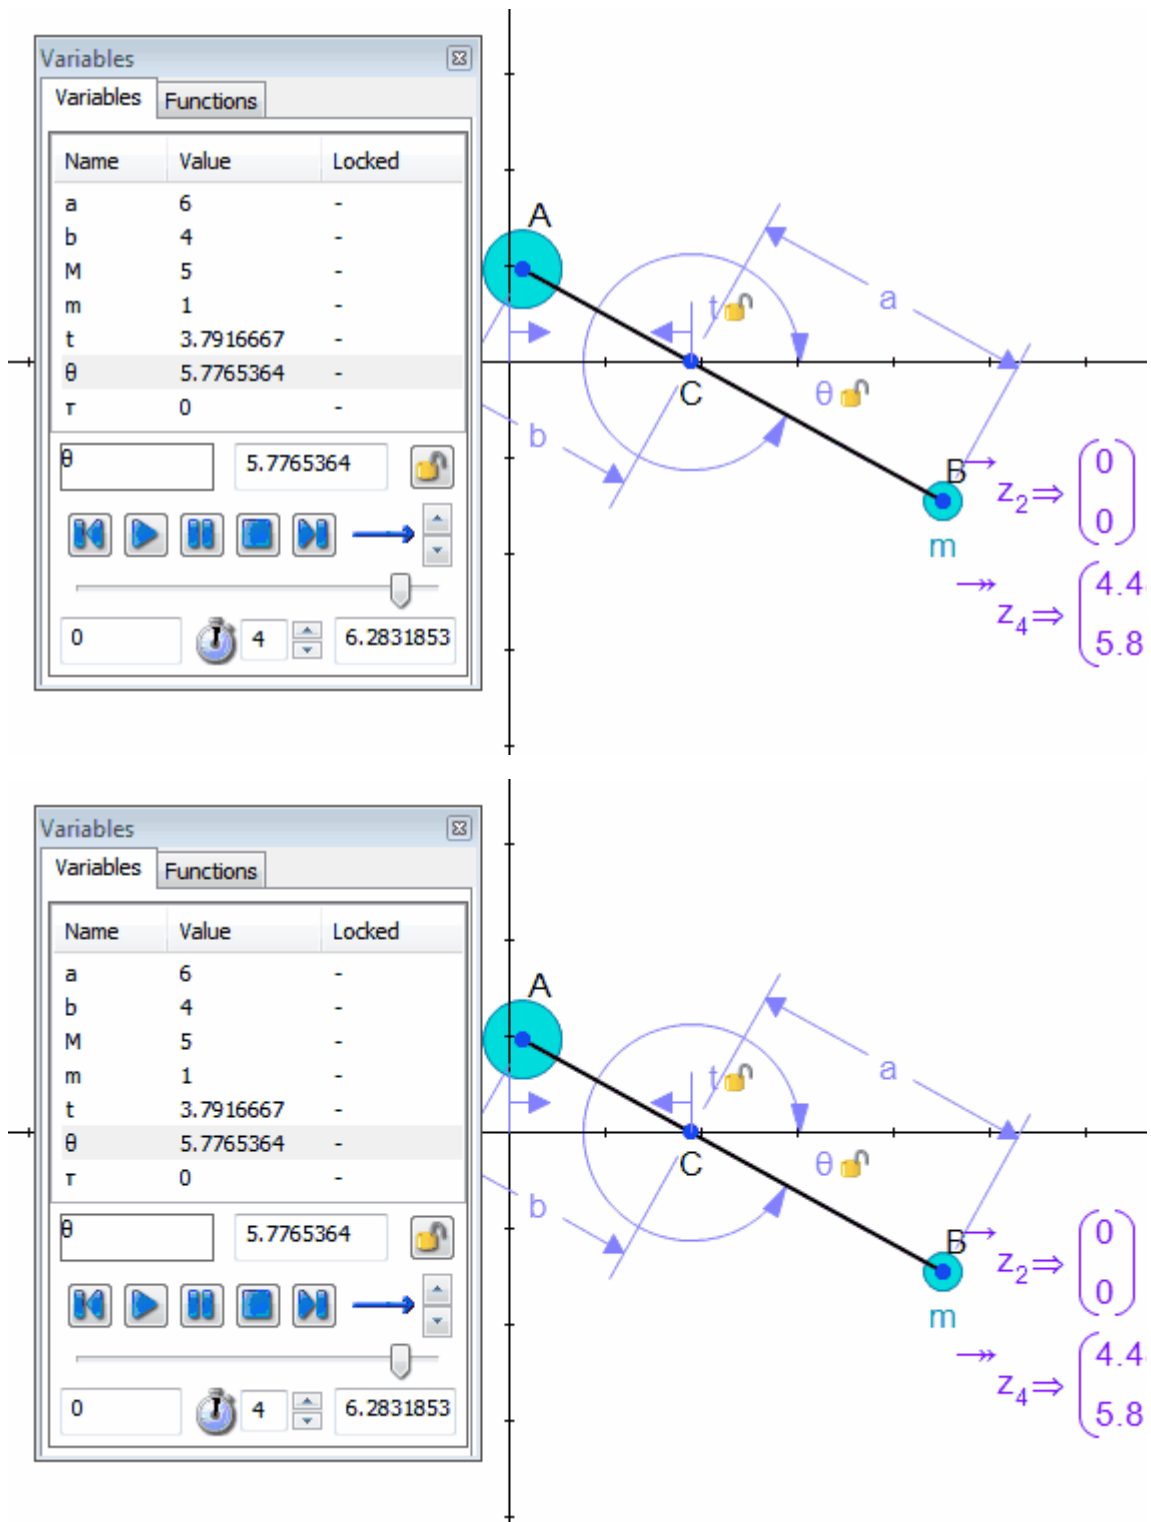 Variables
Variables Functions
Name Value Locked
a 6 -
b 4 -
M 5 -
m 1 -
t 3.7916667 -
θ 5.7765364 -
τ 0 -
θ 5.7765364
0 4 6.2831853
A
t
a
C
θ
b
B
m
z2⇒ (0 0)
z4⇒ (4.4 5.8
Variables
Variables Functions
Name Value Locked
a 6 -
b 4 -
M 5 -
m 1 -
t 3.7916667 -
θ 5.7765364 -
τ 0 -
θ 5.7765364
0 4 6.2831853
A
t
a
C
θ
b
B
m
z2⇒ (0 0)
z4⇒ (4.4 5.8